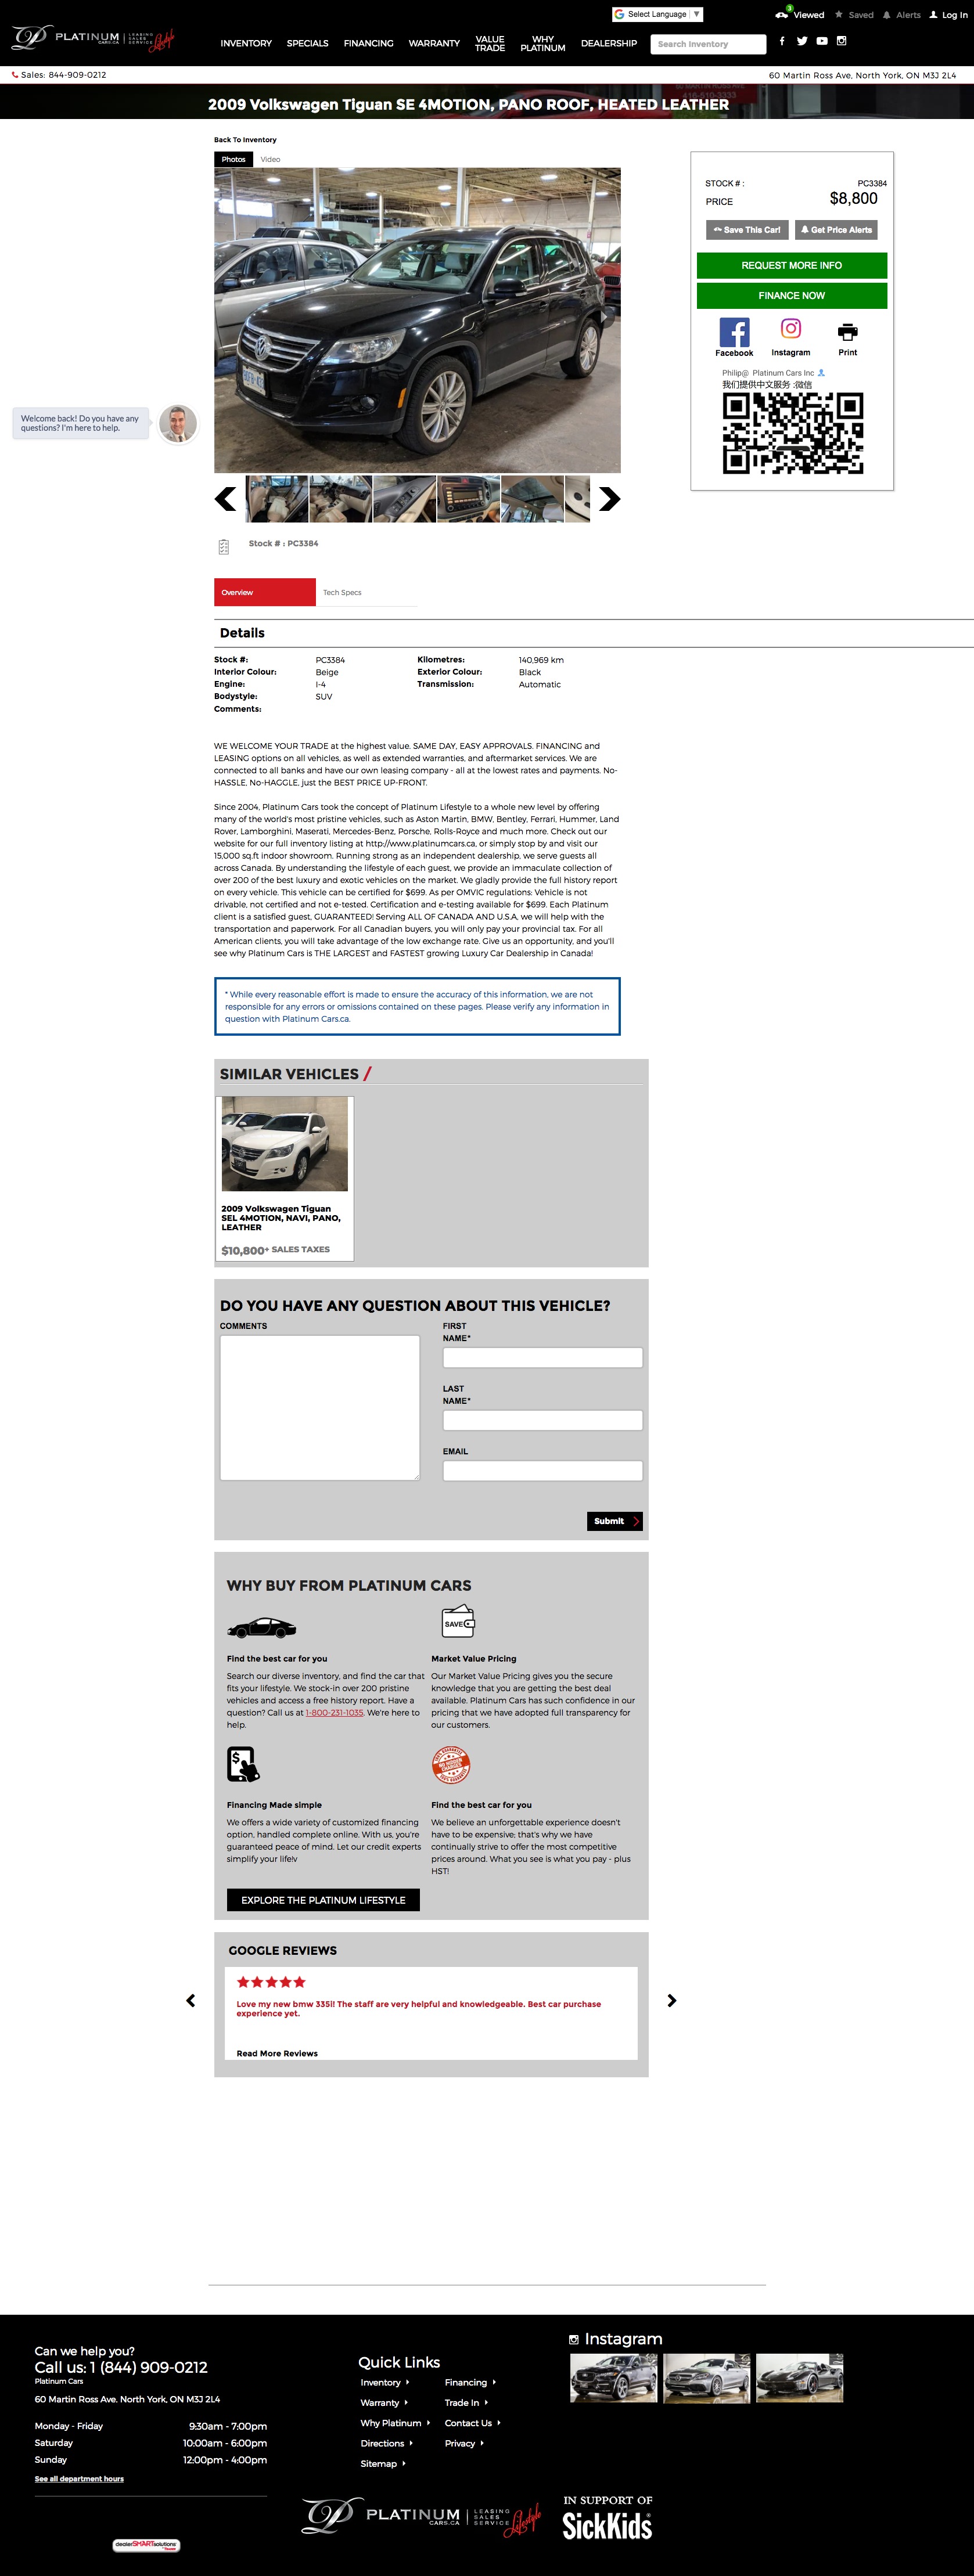 Select Language ▼
3
Viewed
Saved
Alerts
Log In
PLATINUM
CARS.CA
LEASING
SALES
SERVICE
Lifestyle
INVENTORY
SPECIALS
FINANCING
WARRANTY
VALUE TRADE
WHY PLATINUM
DEALERSHIP
Search Inventory
Sales: 844-909-0212
60 Martin Ross Ave, North York, ON M3J 2L4
416-510-3333
2009 Volkswagen Tiguan SE 4MOTION, PANO ROOF, HEATED LEATHER
Back To Inventory
Photos
Video
STOCK # :
PC3384
PRICE
$8,800
Save This Car!
Get Price Alerts
REQUEST MORE INFO
FINANCE NOW
Facebook
Instagram
Print
Philip@ Platinum Cars Inc
我们提供中文服务 :微信
Welcome back! Do you have any
questions? I'm here to help.
Stock # : PC3384
Overview
Tech Specs
Details
Stock #: PC3384 Kilometres: 140,969 km
Interior Colour: Beige Exterior Colour: Black
Engine: I-4 Transmission: Automatic
Bodystyle: SUV
Comments:
WE WELCOME YOUR TRADE at the highest value. SAME DAY, EASY APPROVALS. FINANCING and
LEASING options on all vehicles, as well as extended warranties, and aftermarket services. We are
connected to all banks and have our own leasing company - all at the lowest rates and payments. No-
HASSLE, No-HAGGLE, just the BEST PRICE UP-FRONT.
Since 2004, Platinum Cars took the concept of Platinum Lifestyle to a whole new level by offering
many of the world's most pristine vehicles, such as Aston Martin, BMW, Bentley, Ferrari, Hummer, Land
Rover, Lamborghini, Maserati, Mercedes-Benz, Porsche, Rolls-Royce and much more. Check out our
website for our full inventory listing at http://www.platinumcars.ca, or simply stop by and visit our
15,000 sq.ft indoor showroom. Running strong as an independent dealership, we serve guests all
across Canada. By understanding the lifestyle of each guest, we provide an immaculate collection of
over 200 of the best luxury and exotic vehicles on the market. We gladly provide the full history report
on every vehicle. This vehicle can be certified for $699. As per OMVIC regulations: Vehicle is not
drivable, not certified and not e-tested. Certification and e-testing available for $699. Each Platinum
client is a satisfied guest, GUARANTEED! Serving ALL OF CANADA AND U.S.A, we will help with the
transportation and paperwork. For all Canadian buyers, you will only pay your provincial tax. For all
American clients, you will take advantage of the low exchange rate. Give us an opportunity, and you'll
see why Platinum Cars is THE LARGEST and FASTEST growing Luxury Car Dealership in Canada!
* While every reasonable effort is made to ensure the accuracy of this information, we are not
responsible for any errors or omissions contained on these pages. Please verify any information in
question with Platinum Cars.ca.
SIMILAR VEHICLES /
2009 Volkswagen Tiguan
SEL 4MOTION, NAVI, PANO,
LEATHER
$10,800+ SALES TAXES
DO YOU HAVE ANY QUESTION ABOUT THIS VEHICLE?
COMMENTS
FIRST
NAME*
LAST
NAME*
EMAIL
Submit
WHY BUY FROM PLATINUM CARS
SAVE
Find the best car for you
Search our diverse inventory, and find the car that
fits your lifestyle. We stock-in over 200 pristine
vehicles and access a free history report. Have a
question? Call us at 1-800-231-1035. We're here to
help.
Market Value Pricing
Our Market Value Pricing gives you the secure
knowledge that you are getting the best deal
available. Platinum Cars has such confidence in our
pricing that we have adopted full transparency for
our customers.
$
Financing Made simple
We offers a wide variety of customized financing
option, handled complete online. With us, you're
guaranteed peace of mind. Let our credit experts
simplify your life!v
Find the best car for you
We believe an unforgettable experience doesn't
have to be expensive; that's why we have
continually strive to offer the most competitive
prices around. What you see is what you pay - plus
HST!
EXPLORE THE PLATINUM LIFESTYLE
GOOGLE REVIEWS
Love my new bmw 335i! The staff are very helpful and knowledgeable. Best car purchase
experience yet.
Read More Reviews
Can we help you?
Call us: 1 (844) 909-0212
Platinum Cars
60 Martin Ross Ave. North York, ON M3J 2L4
Monday - Friday 9:30am - 7:00pm
Saturday 10:00am - 6:00pm
Sunday 12:00pm - 4:00pm
See all department hours
dealerSMARTsolutions
Quick Links
Inventory
Financing
Warranty
Trade In
Why Platinum
Contact Us
Directions
Privacy
Sitemap
Instagram
PLATINUM
CARS.CA
LEASING
SALES
SERVICE
Lifestyle
IN SUPPORT OF
SickKids